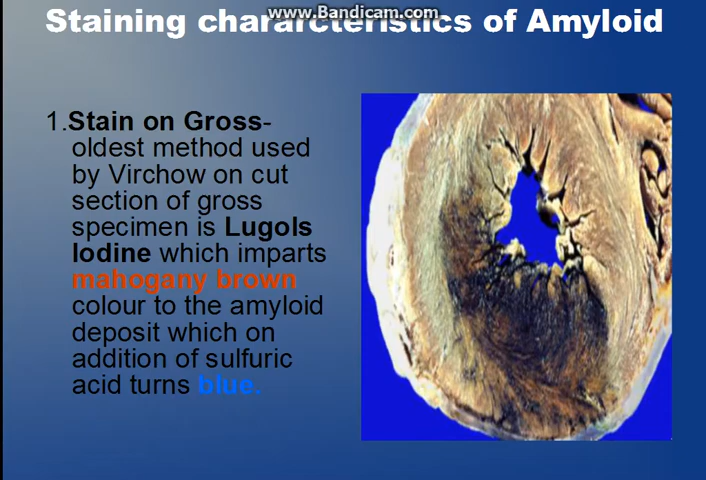 www.Bandicam.com
Staining chararcteristics of Amyloid
1.Stain on Gross-
oldest method used
by Virchow on cut
section of gross
specimen is Lugols
Iodine which imparts
mahogany brown
colour to the amyloid
deposit which on
addition of sulfuric
acid turns blue.